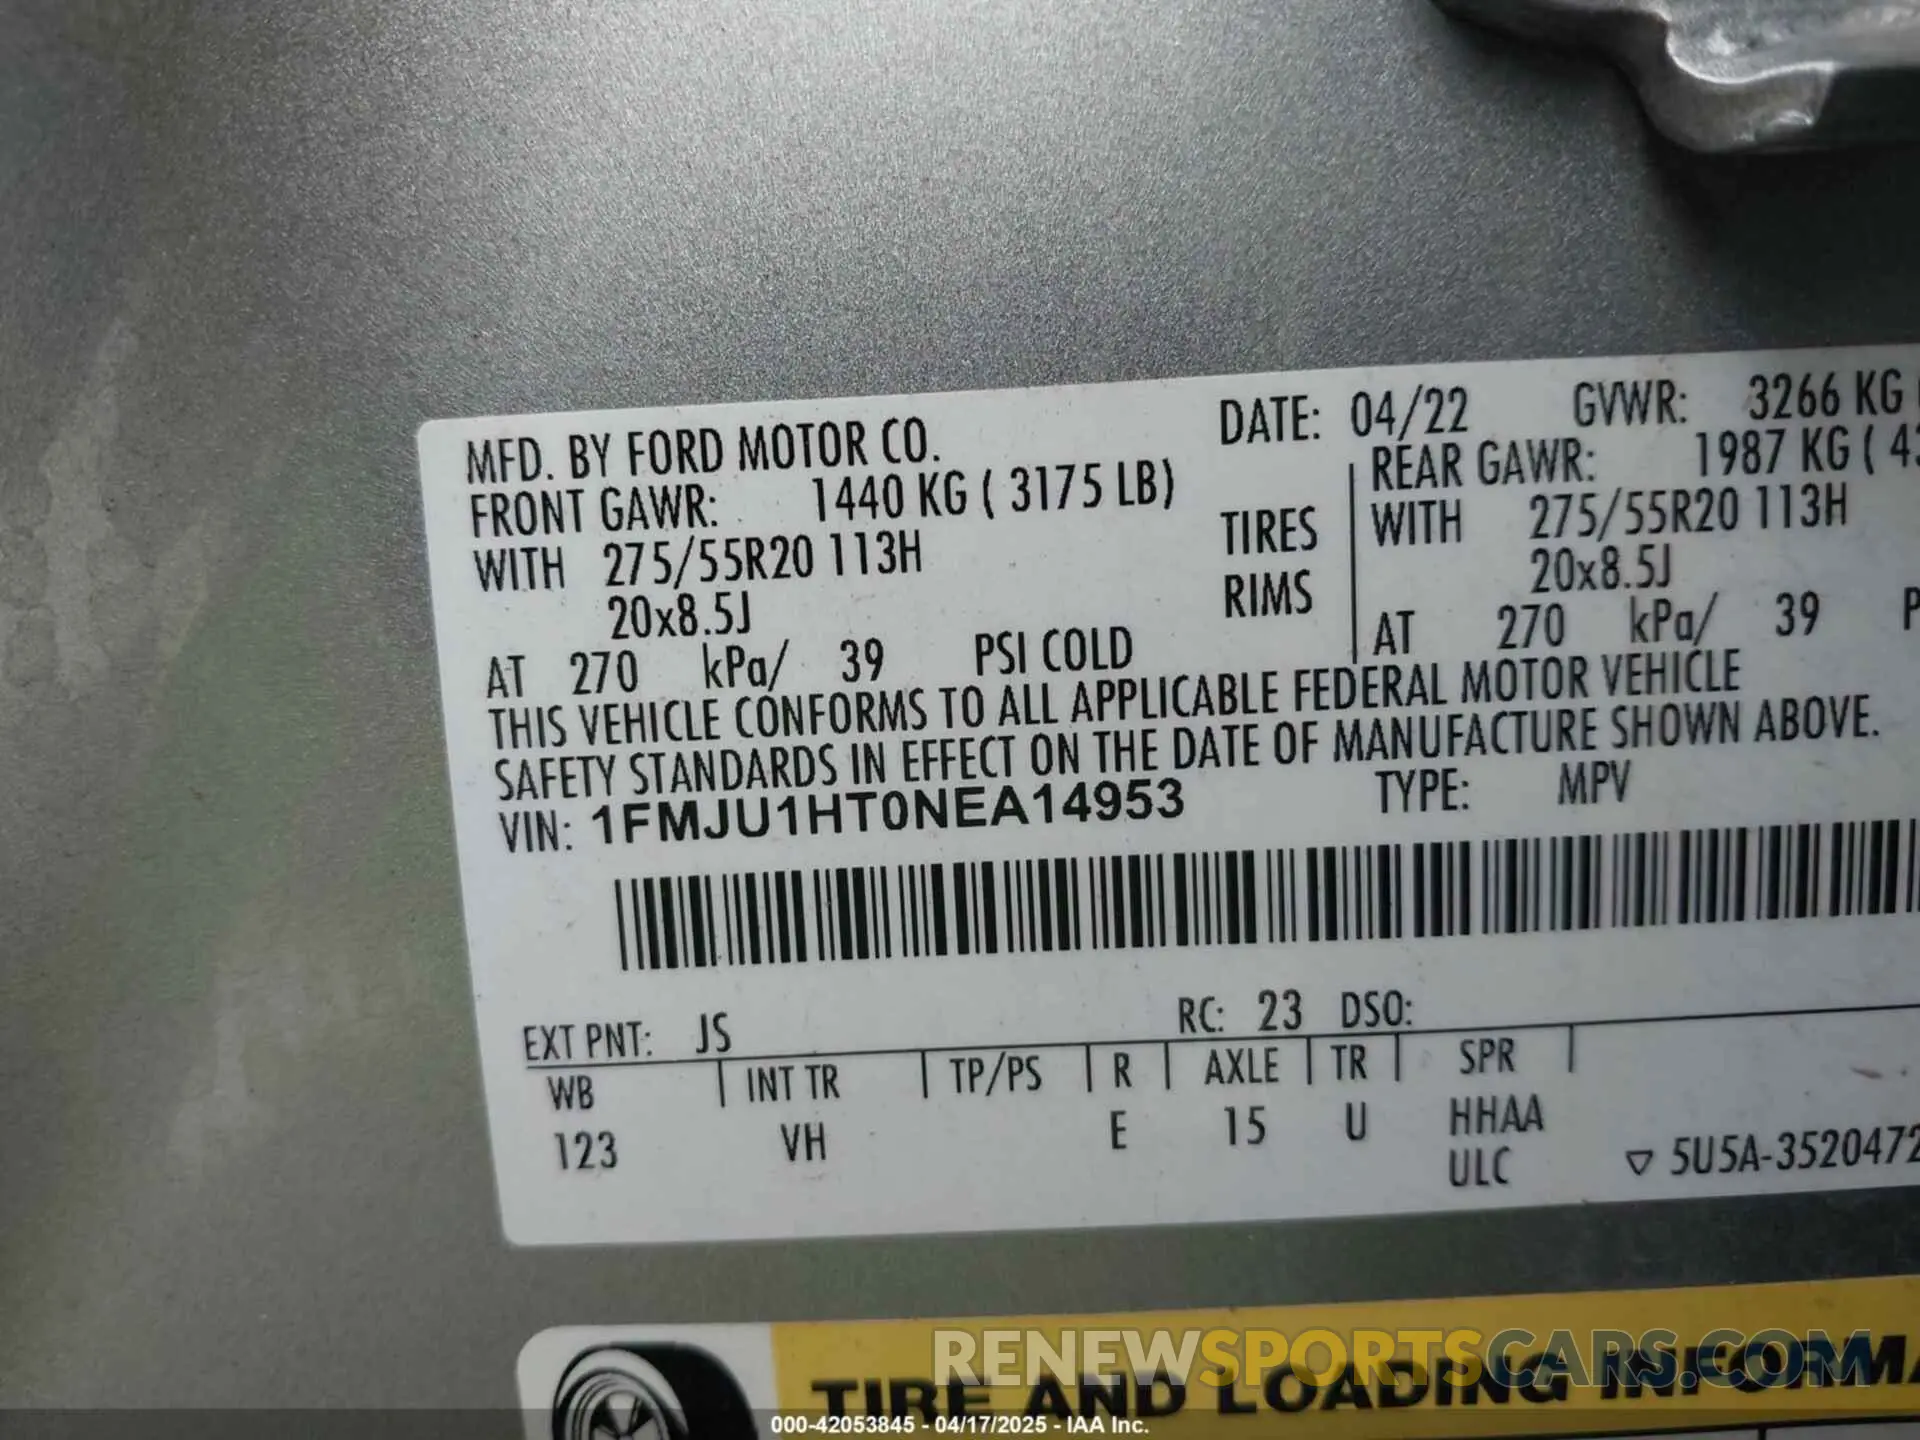 MFD. BY FORD MOTOR CO. DATE: 04/22 GVWR: 3266 KG
FRONT GAWR: 1440 KG ( 3175 LB) REAR GAWR: 1987 KG ( 43
WITH 275/55R20 113H TIRES WITH 275/55R20 113H
20x8.5J RIMS 20x8.5J
AT 270 kPa/ 39 PSI COLD AT 270 kPa/ 39 P
THIS VEHICLE CONFORMS TO ALL APPLICABLE FEDERAL MOTOR VEHICLE
SAFETY STANDARDS IN EFFECT ON THE DATE OF MANUFACTURE SHOWN ABOVE.
VIN: 1FMJU1HT0NEA14953 TYPE: MPV
EXT PNT: JS RC: 23 DSO:
WB INT TR TP/PS R AXLE TR SPR
123 VH E 15 U HHAA
ULC ▽ 5U5A-3520472
RENEWSPORTSCARS.COM
TIRE AND LOADING INFORMA
000-42053845 - 04/17/2025 - IAA Inc.